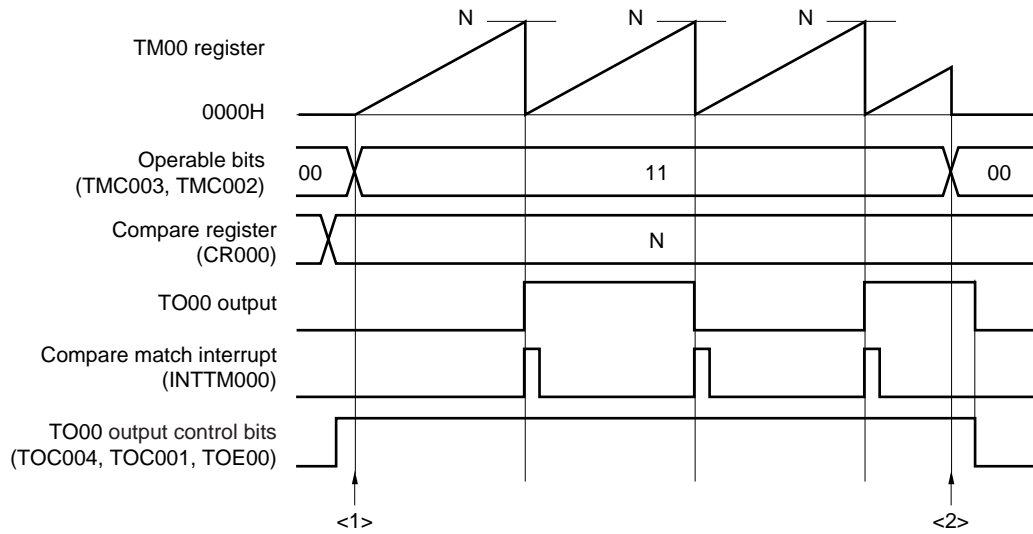 N N N
TM00 register
0000H
Operable bits
(TMC003, TMC002)
00 11 00
Compare register
(CR000)
N
TO00 output
Compare match interrupt
(INTTM000)
TO00 output control bits
(TOC004, TOC001, TOE00)
<1> <2>